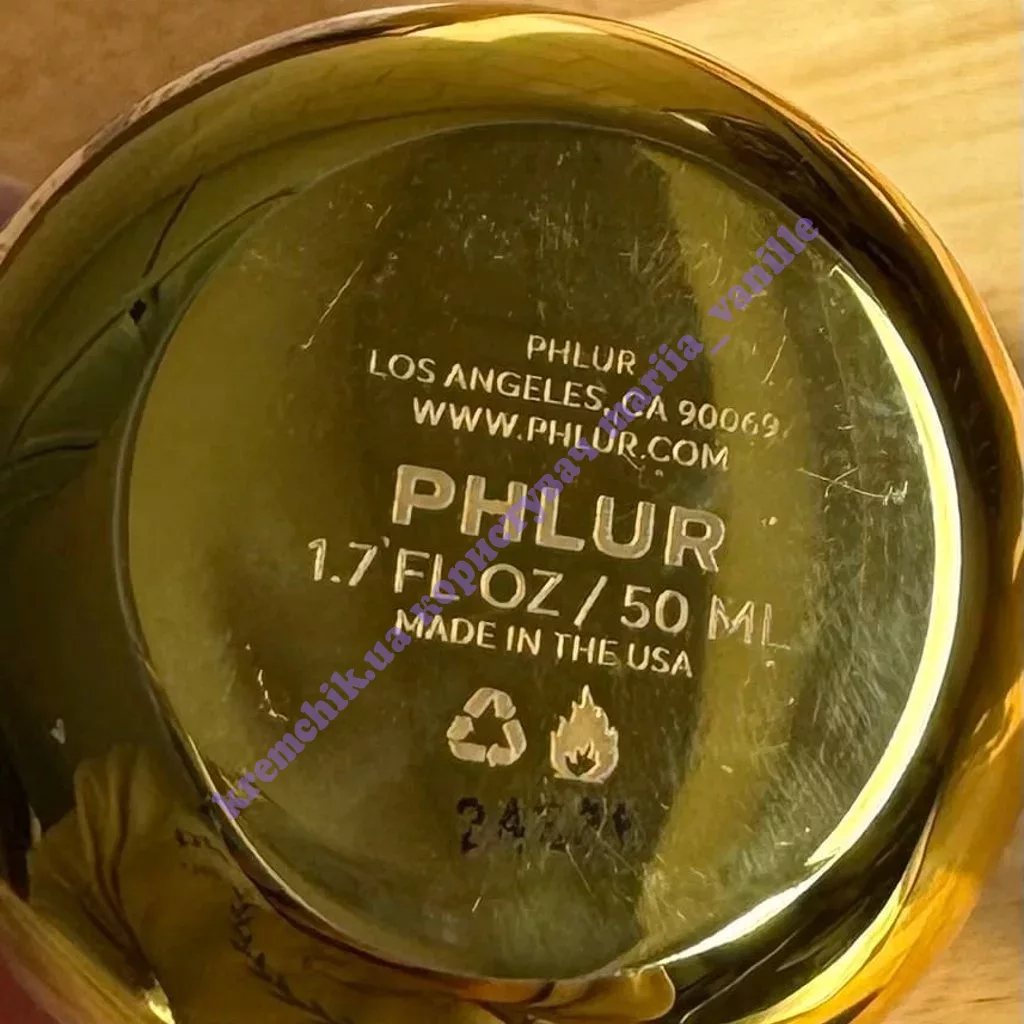 PHLUR
LOS ANGELES, CA 90069
WWW.PHLUR.COM
PHLUR
1.7 FL OZ / 50 ML
MADE IN THE USA
kremchik.ua користувач mariia_vanille